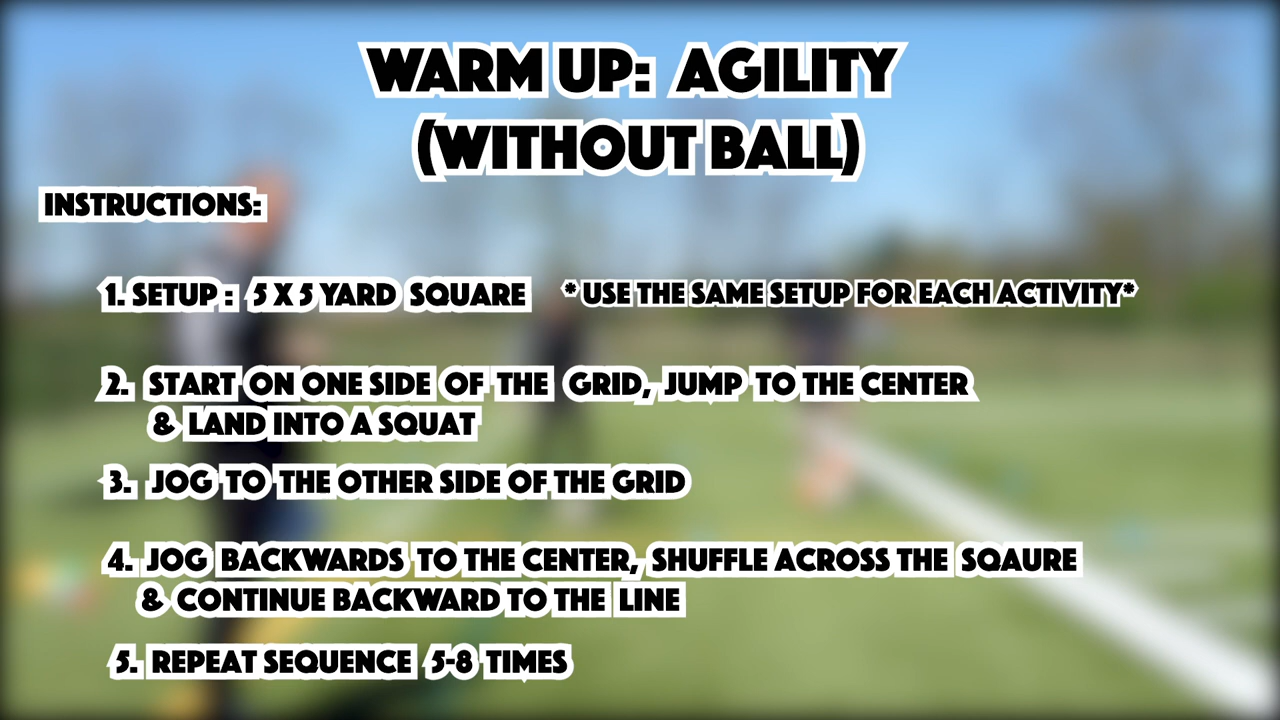 WARM UP: AGILITY
(WITHOUT BALL)
INSTRUCTIONS:
1. SETUP: 5 X 5 YARD SQUARE *USE THE SAME SETUP FOR EACH ACTIVITY*
2. START ON ONE SIDE OF THE GRID, JUMP TO THE CENTER
& LAND INTO A SQUAT
3. JOG TO THE OTHER SIDE OF THE GRID
4. JOG BACKWARDS TO THE CENTER, SHUFFLE ACROSS THE SQAURE
& CONTINUE BACKWARD TO THE LINE
5. REPEAT SEQUENCE 5-8 TIMES